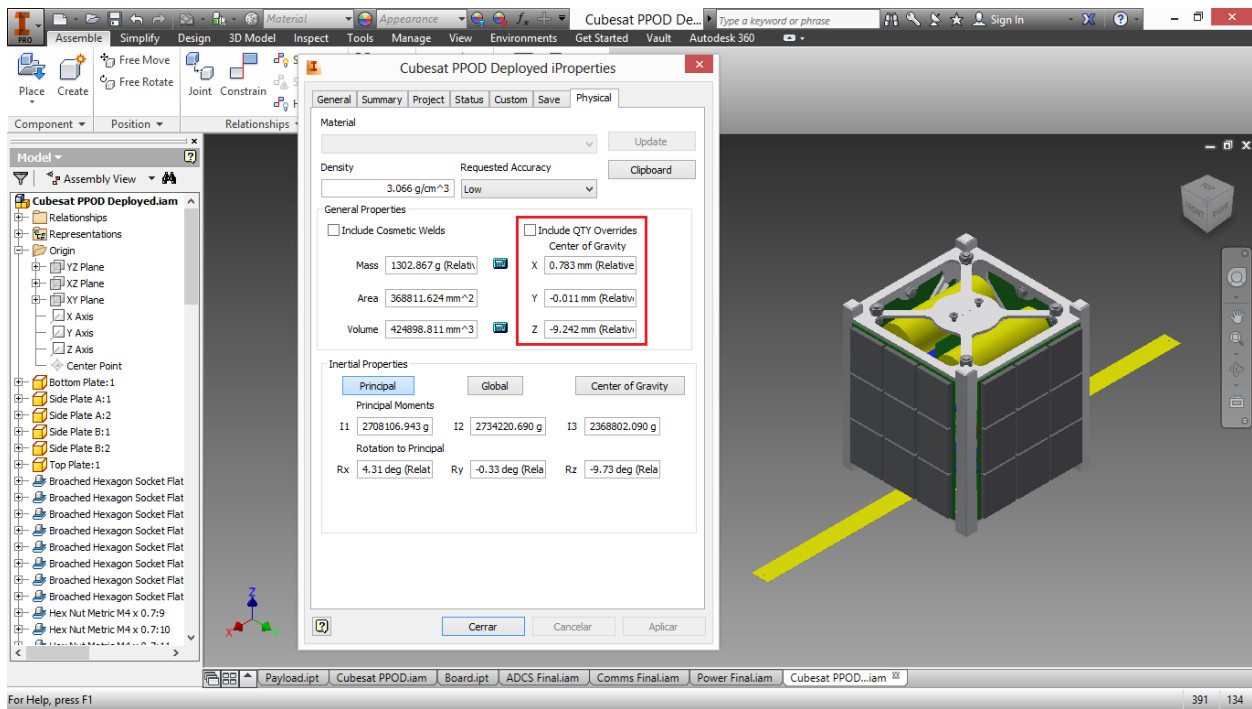 PRO
Material
Appearance
Cubesat PPOD De...
Type a keyword or phrase
Sign In
Assemble Simplify Design 3D Model Inspect Tools Manage View Environments Get Started Vault Autodesk 360
Place
Create
Free Move
Free Rotate
Joint
Constrain
Component
Position
Relationships
Model
Assembly View
Cubesat PPOD Deployed.iam
Relationships
Representations
Origin
YZ Plane
XZ Plane
XY Plane
X Axis
Y Axis
Z Axis
Center Point
Bottom Plate:1
Side Plate A:1
Side Plate A:2
Side Plate B:1
Side Plate B:2
Top Plate:1
Broached Hexagon Socket Flat
Broached Hexagon Socket Flat
Broached Hexagon Socket Flat
Broached Hexagon Socket Flat
Broached Hexagon Socket Flat
Broached Hexagon Socket Flat
Broached Hexagon Socket Flat
Broached Hexagon Socket Flat
Hex Nut Metric M4 x 0.7:9
Hex Nut Metric M4 x 0.7:10
Cubesat PPOD Deployed iProperties
General Summary Project Status Custom Save Physical
Material
Update
Density
Requested Accuracy
Clipboard
3.066 g/cm^3
Low
General Properties
Include Cosmetic Welds
Include QTY Overrides
Center of Gravity
Mass 1302.867 g (Relativ
X 0.783 mm (Relative
Area 368811.624 mm^2
Y -0.011 mm (Relativ
Volume 424898.811 mm^3
Z -9.242 mm (Relativ
Inertial Properties
Principal
Global
Center of Gravity
Principal Moments
I1 2708106.943 g
I2 2734220.690 g
I3 2368802.090 g
Rotation to Principal
Rx 4.31 deg (Relat
Ry -0.33 deg (Rela
Rz -9.73 deg (Rela
Cerrar
Cancelar
Aplicar
TOP
FRONT
RIGHT
Z
X
Y
Payload.ipt
Cubesat PPOD.iam
Board.ipt
ADCS Final.iam
Comms Final.iam
Power Final.iam
Cubesat PPOD...iam
For Help, press F1
391 134